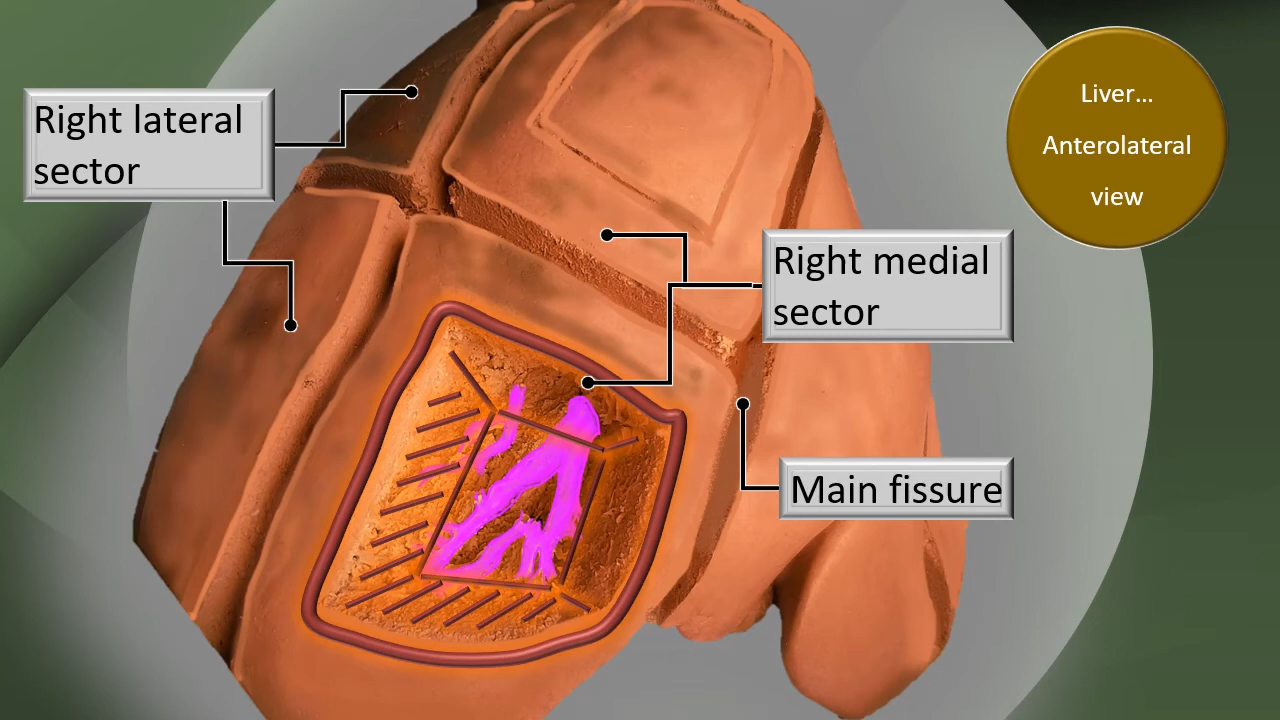 Right lateral
sector
Liver...
Anterolateral
view
Right medial
sector
Main fissure